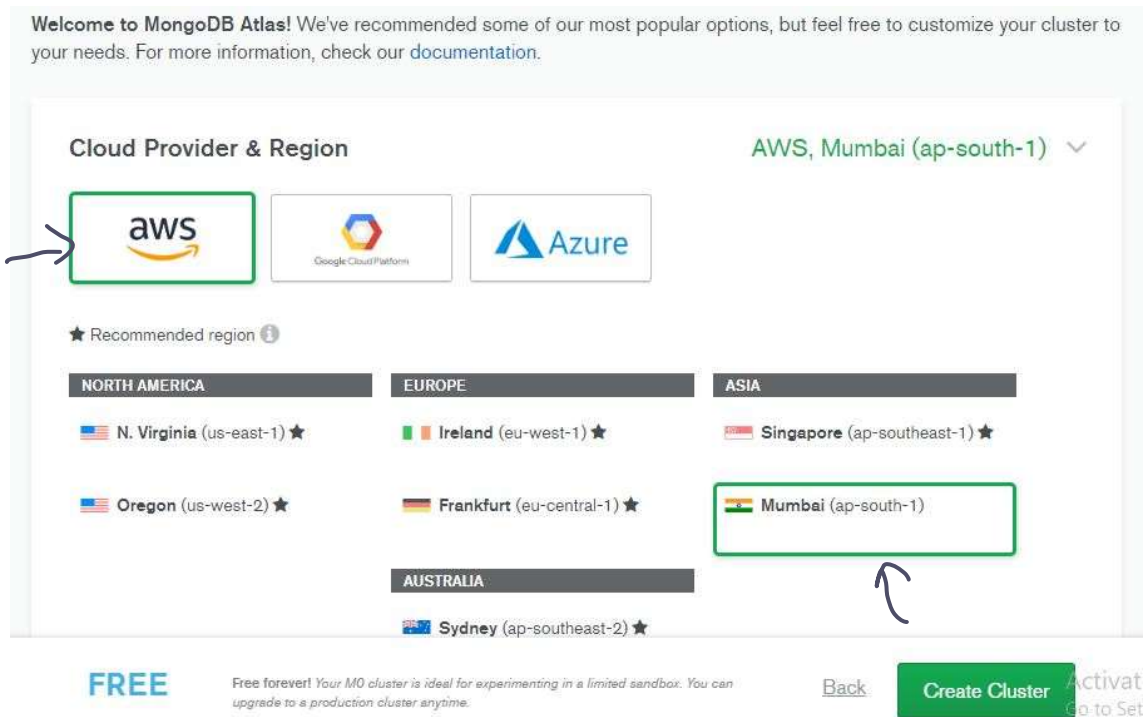 Welcome to MongoDB Atlas! We've recommended some of our most popular options, but feel free to customize your cluster to
your needs. For more information, check our documentation.
Cloud Provider & Region
AWS, Mumbai (ap-south-1)
aws
Google Cloud Platform
Azure
★ Recommended region
NORTH AMERICA
EUROPE
ASIA
N. Virginia (us-east-1) ★
Ireland (eu-west-1) ★
Singapore (ap-southeast-1) ★
Oregon (us-west-2) ★
Frankfurt (eu-central-1) ★
Mumbai (ap-south-1)
AUSTRALIA
Sydney (ap-southeast-2) ★
FREE
Free forever! Your M0 cluster is ideal for experimenting in a limited sandbox. You can
upgrade to a production cluster anytime.
Back
Create Cluster
Activat
Go to Set